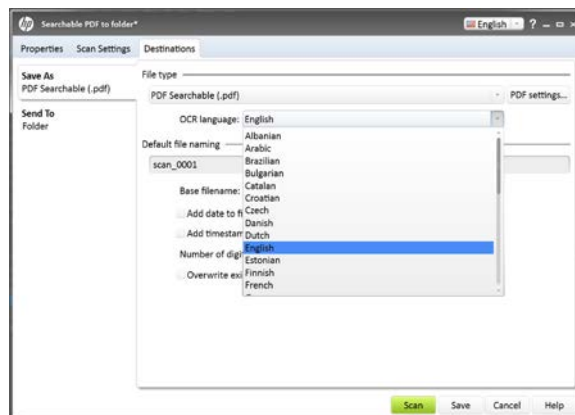 hp Searchable PDF to folder* English ?
Properties Scan Settings Destinations
Save As
PDF Searchable (.pdf)
Send To
Folder
File type
PDF Searchable (.pdf) PDF settings...
OCR language: English
Albanian
Arabic
Brazilian
Bulgarian
Catalan
Croatian
Czech
Danish
Dutch
English
Estonian
Finnish
French
Default file naming
scan_0001
Base filename:
Add date to fi
Add timestam
Number of digi
Overwrite exi
Scan Save Cancel Help